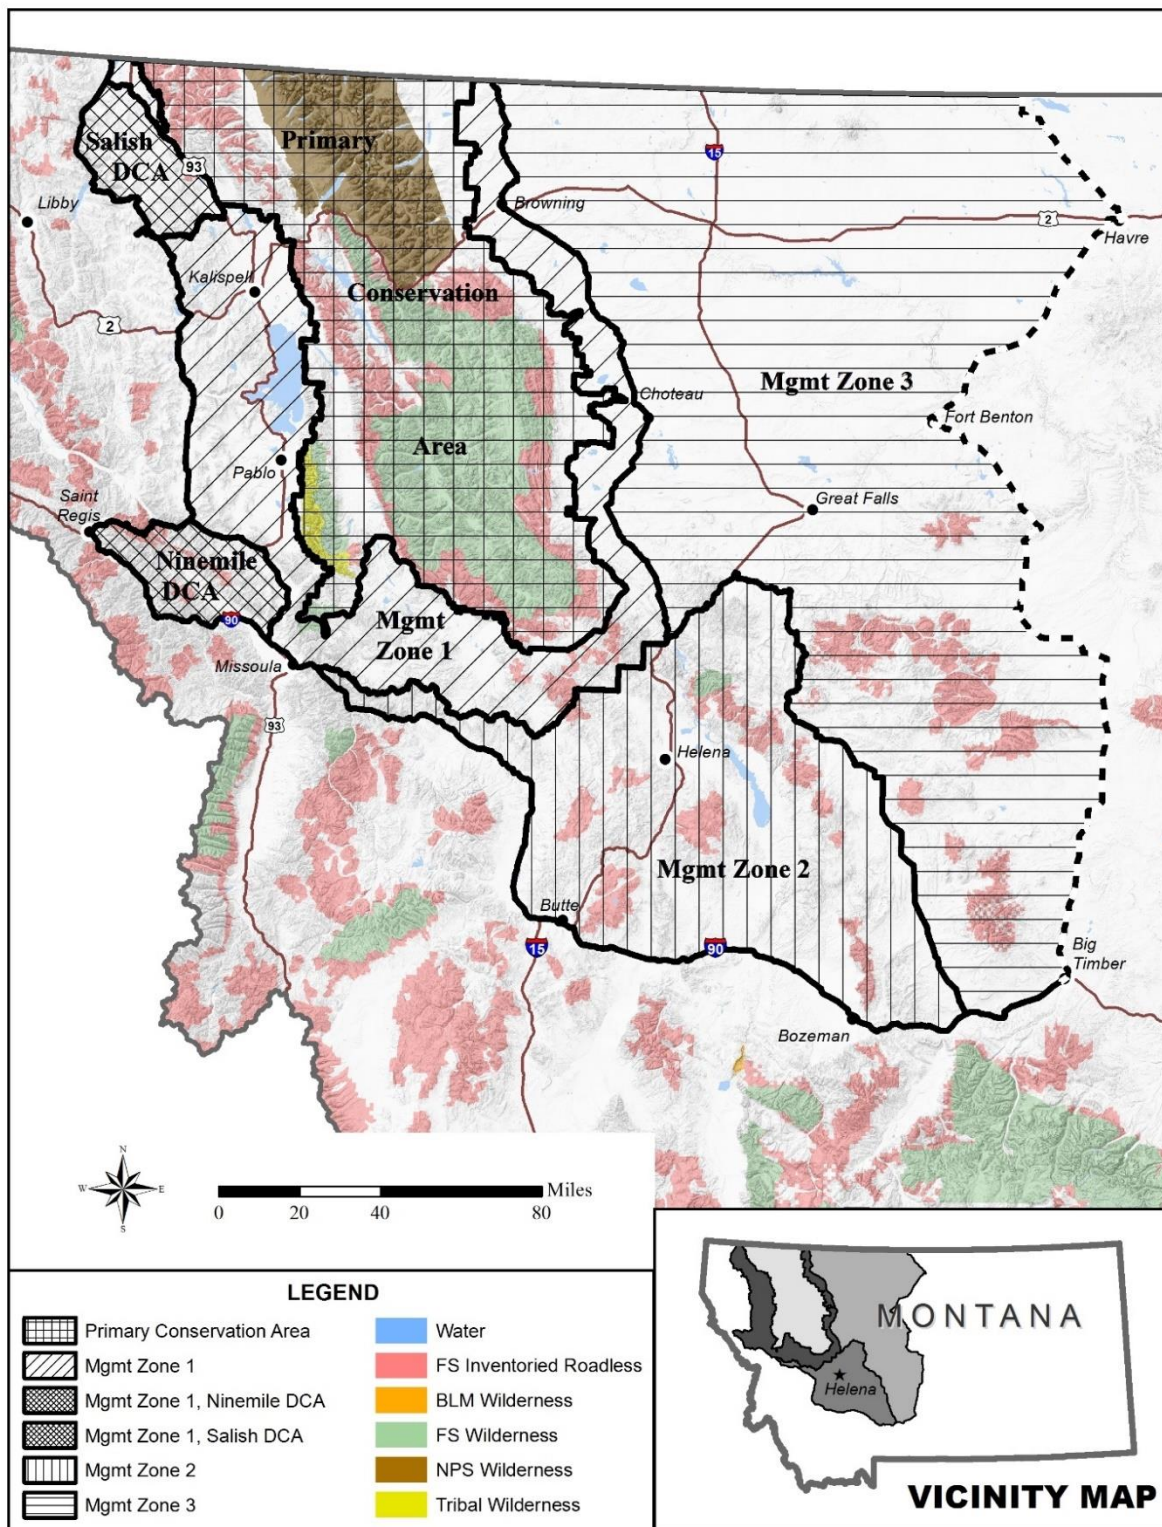 Salish
DCA
93
Primary
15
Libby
Browning
2
Havre
Kalispell
Conservation
2
Mgmt Zone 3
Choteau
Fort Benton
Area
Pablo
Saint
Regis
Great Falls
Ninemile
DCA
90
Mgmt
Zone 1
Missoula
93
Helena
Mgmt Zone 2
Butte
15
90
Big
Timber
Bozeman
N
W
E
S
Miles
0
20
40
80
LEGEND
Primary Conservation Area
Mgmt Zone 1
Mgmt Zone 1, Ninemile DCA
Mgmt Zone 1, Salish DCA
Mgmt Zone 2
Mgmt Zone 3
Water
FS Inventoried Roadless
BLM Wilderness
FS Wilderness
NPS Wilderness
Tribal Wilderness
MONTANA
Helena
VICINITY MAP